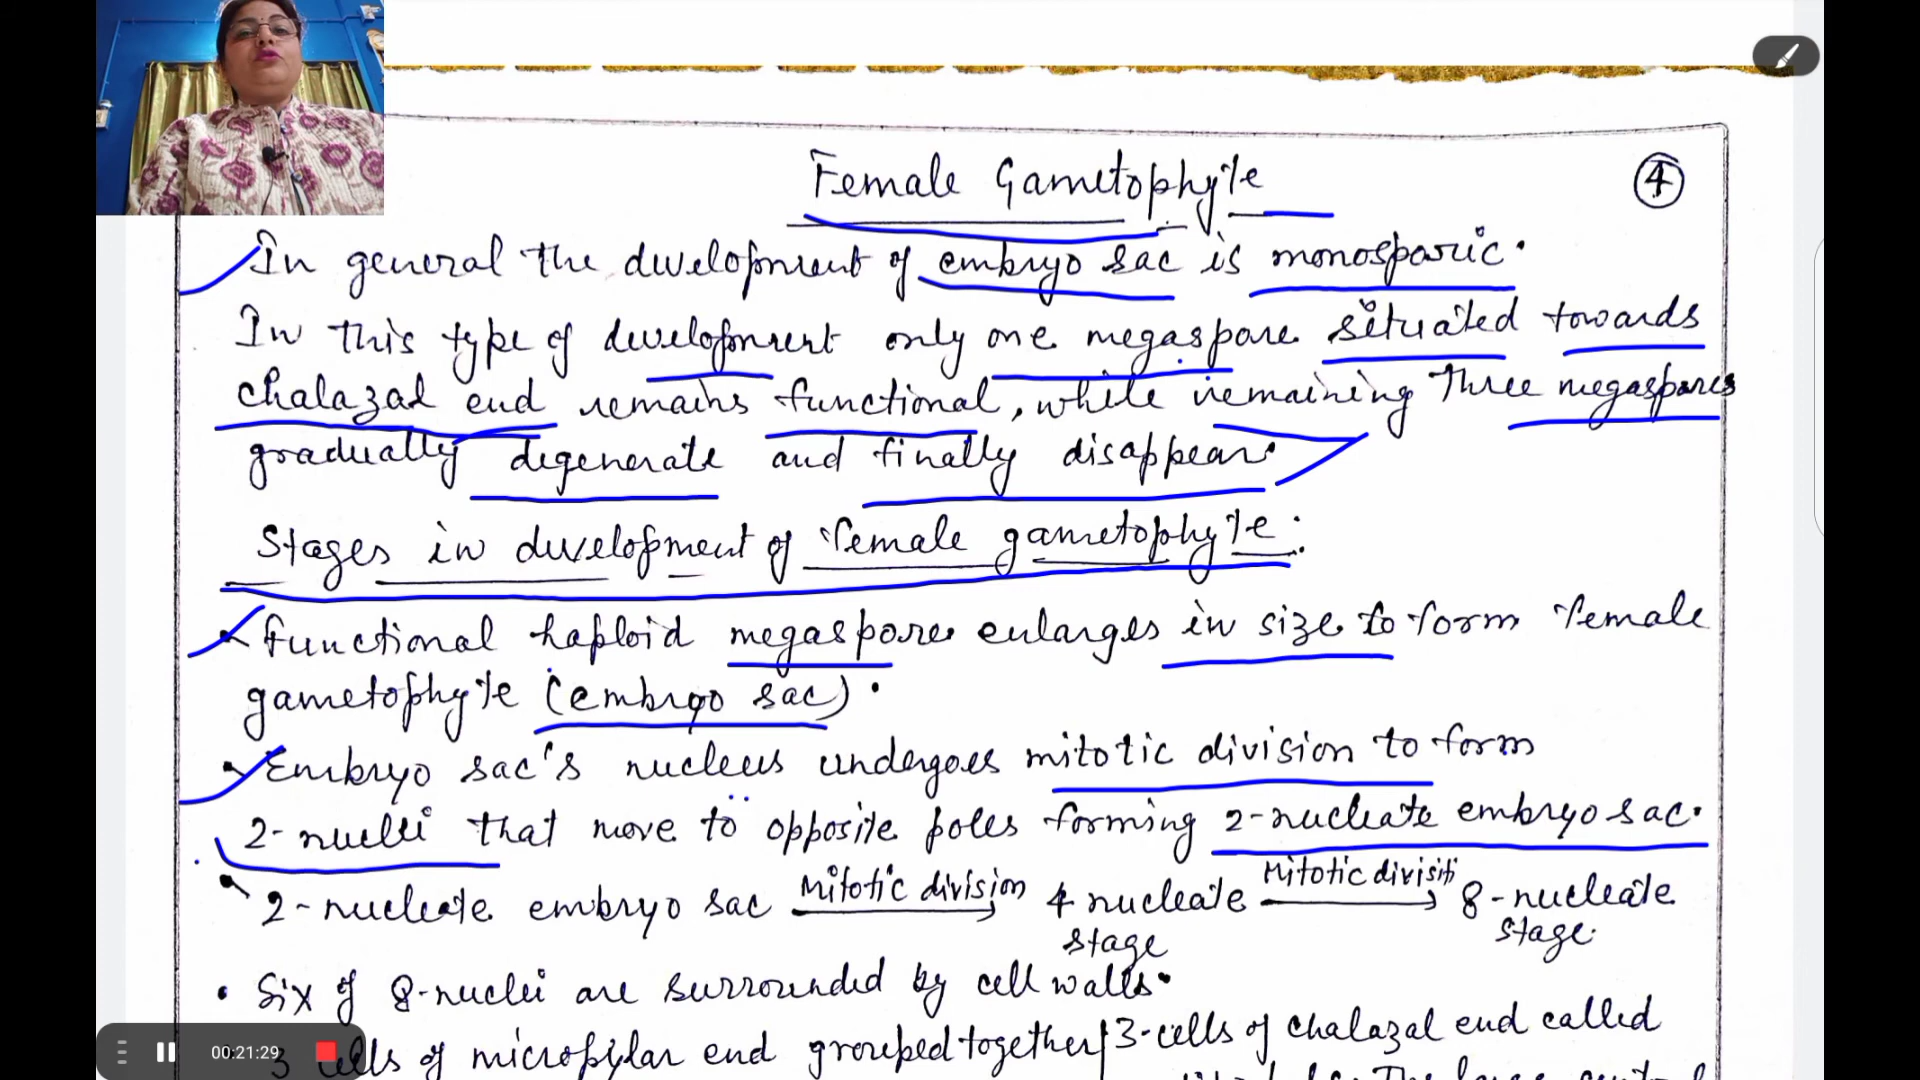 Female Gametophyte
4
In general the development of embryo sac is monosporic.
In this type of development only one megaspore situated towards
chalazal end remains functional, while remaining three megaspores
gradually degenerate and finally disappear.
Stages in development of female gametophyte:
• Functional haploid megaspore enlarges in size to form female
gametophyte (embryo sac).
• Embryo sac's nucleus undergoes mitotic division to form
2-nuclei that move to opposite poles forming 2-nucleate embryo sac.
• 2-nucleate embryo sac Mitotic division → 4 nucleate stage Mitotic divisi → 8-nucleate stage.
• Six of 8-nuclei are surrounded by cell walls.
3 cells of micropylar end grouped together | 3-cells of chalazal end called
00:21:29